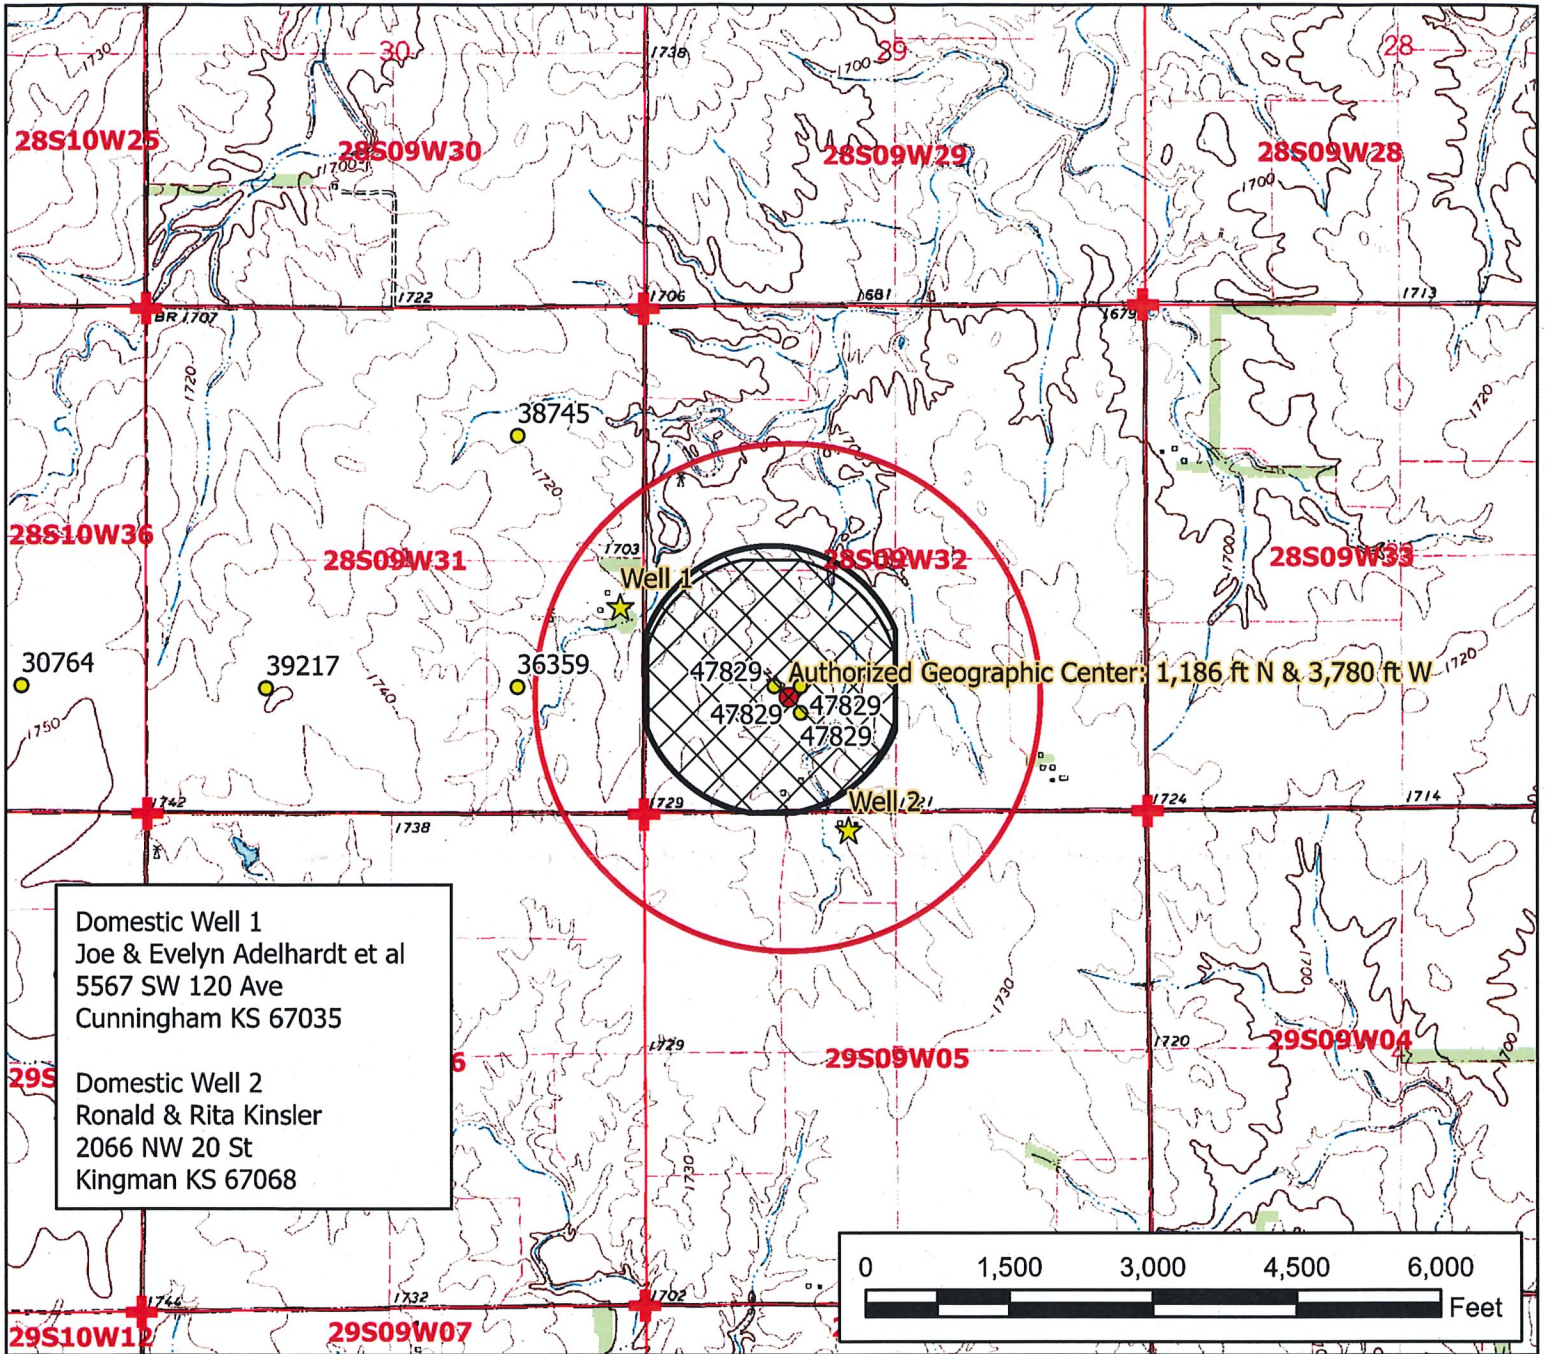 30
1738
29
28
1730
1700
28S10W25
28S09W30
1700
28S09W29
28S09W28
1700
1722
1706
1681
1713
BR 1707
1679
1720
38745
1720
1720
28S10W36
28S09W31
1703
28S09W32
28S09W33
1700
Well 1
30764
39217
36359
47829
Authorized Geographic Center: 1,186 ft N & 3,780 ft W
1720
1740
47829
47829
47829
1750
1742
1729
Well 2
1724
1714
1738
Domestic Well 1
Joe & Evelyn Adelhardt et al
5567 SW 120 Ave
Cunningham KS 67035
Domestic Well 2
Ronald & Rita Kinsler
2066 NW 20 St
Kingman KS 67068
1730
1700
1729
1720
29S09W04
29S
6
29S09W05
1700
1730
0
1,500
3,000
4,500
6,000
Feet
1744
1732
1702
29S10W12
29S09W07